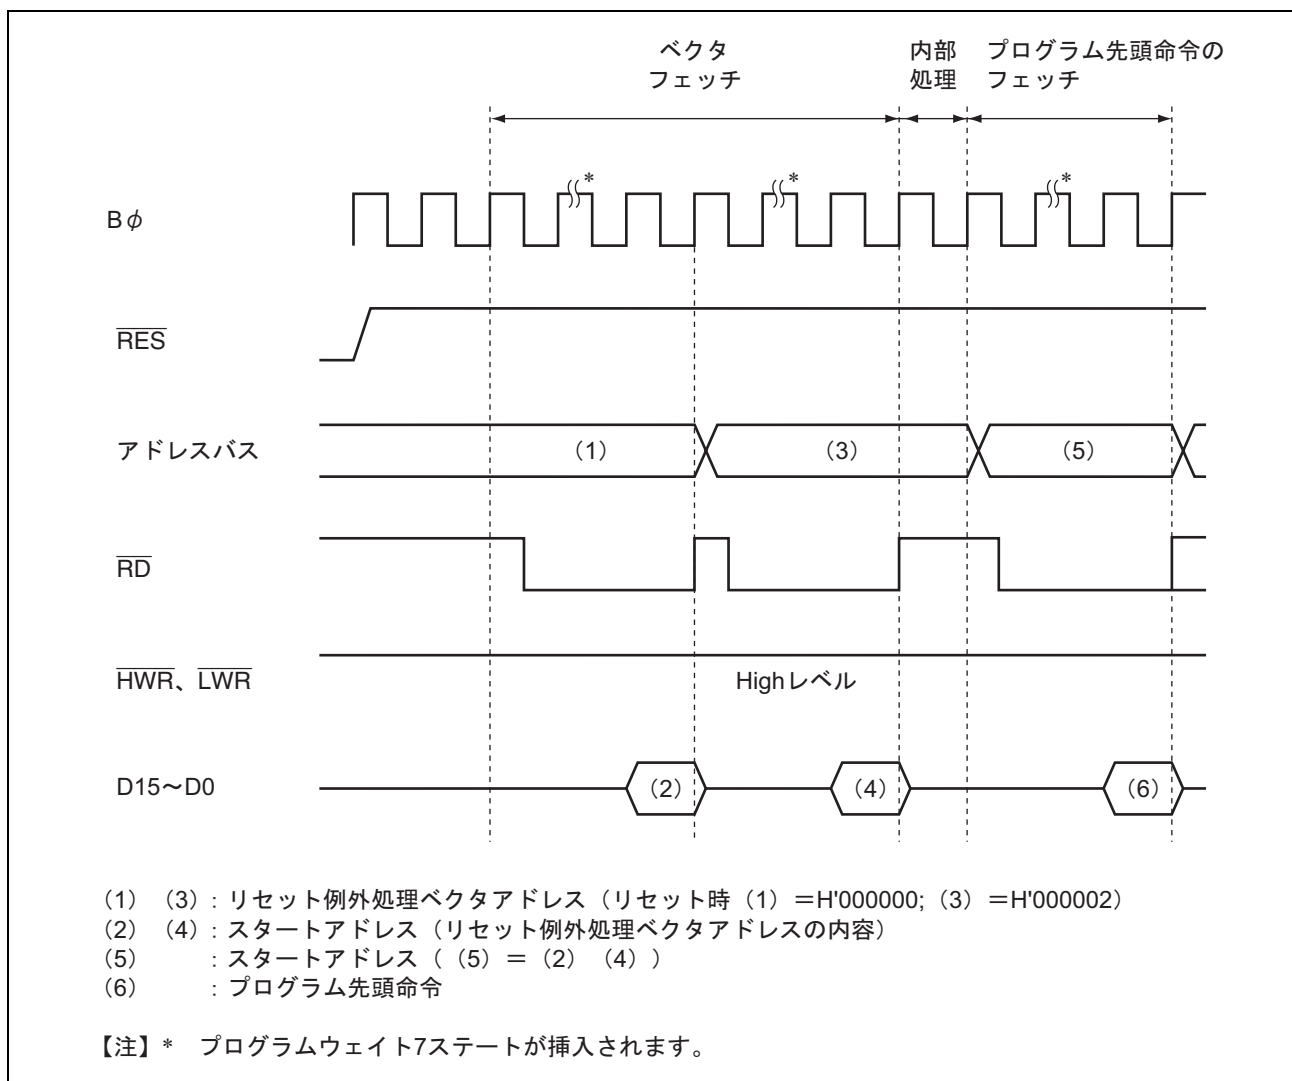 ベクタ
フェッチ
内部
処理
プログラム先頭命令の
フェッチ
*
*
*
Bφ
RES
アドレスバス
(1)
(3)
(5)
RD
HWR、LWR
Highレベル
D15～D0
(2)
(4)
(6)
(1)(3):リセット例外処理ベクタアドレス(リセット時(1)=H'000000;(3)=H'000002)
(2)(4):スタートアドレス(リセット例外処理ベクタアドレスの内容)
(5):スタートアドレス((5)=(2)(4))
(6):プログラム先頭命令
【注】* プログラムウェイト7ステートが挿入されます。